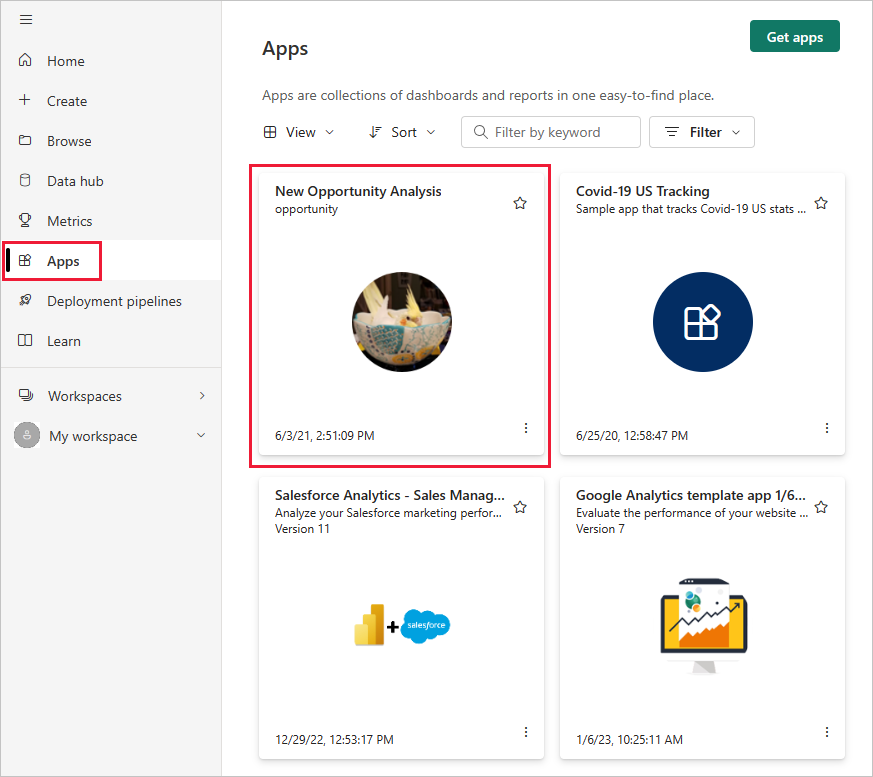 Home
Create
Browse
Data hub
Metrics
Apps
Deployment pipelines
Learn
Workspaces
My workspace
Apps
Get apps
Apps are collections of dashboards and reports in one easy-to-find place.
View
Sort
Filter by keyword
Filter
New Opportunity Analysis
opportunity
6/3/21, 2:51:09 PM
Covid-19 US Tracking
Sample app that tracks Covid-19 US stats ...
6/25/20, 12:58:47 PM
Salesforce Analytics - Sales Manag...
Analyze your Salesforce marketing perfor...
Version 11
+
salesforce
12/29/22, 12:53:17 PM
Google Analytics template app 1/6...
Evaluate the performance of your website ...
Version 7
1/6/23, 10:25:11 AM